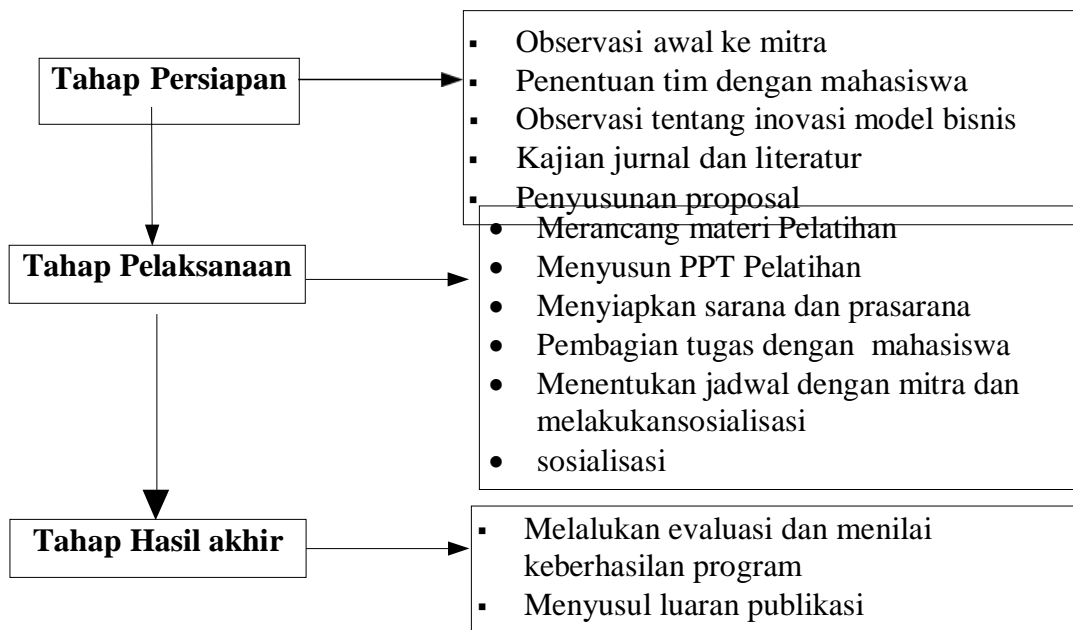 Tahap Persiapan
▪ Observasi awal ke mitra
▪ Penentuan tim dengan mahasiswa
▪ Observasi tentang inovasi model bisnis
▪ Kajian jurnal dan literatur
▪ Penyusunan proposal
Tahap Pelaksanaan
• Merancang materi Pelatihan
• Menyusun PPT Pelatihan
• Menyiapkan sarana dan prasarana
• Pembagian tugas dengan mahasiswa
• Menentukan jadwal dengan mitra dan
melakukansosialisasi
• sosialisasi
Tahap Hasil akhir
▪ Melalukan evaluasi dan menilai
keberhasilan program
▪ Menyusul luaran publikasi